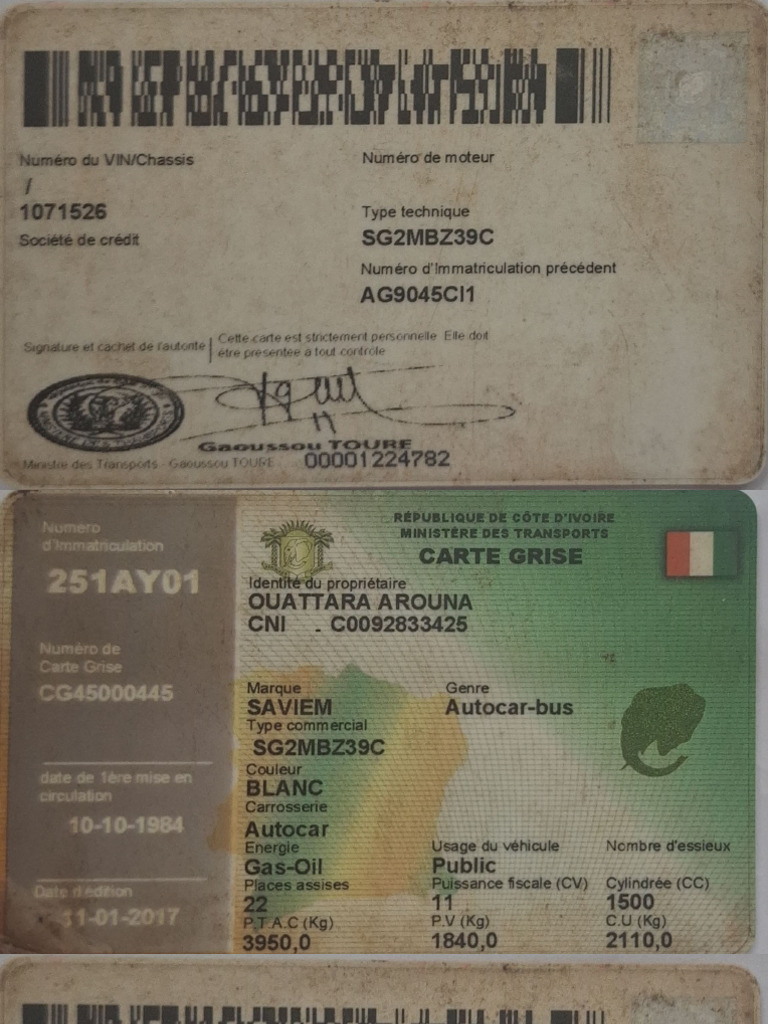 Numéro du VIN/Chassis
Numéro de moteur
/
1071526
Type technique
Société de crédit
SG2MBZ39C
Numéro d'Immatriculation précédent
AG9045CI1
Signature et cachet de l'autorité
Cette carte est strictement personnelle Elle doit
être présentée à tout contrôle
Gaoussou TOURE
Ministre des Transports - Gaoussou TOURE
00001224782
Numéro
d'Immatriculation
251AY01
Numéro de
Carte Grise
CG45000445
date de 1ère mise en
circulation
10-10-1984
Date d'édition
11-01-2017
RÉPUBLIQUE DE CÔTE D'IVOIRE
MINISTÈRE DES TRANSPORTS
CARTE GRISE
Identité du propriétaire
OUATTARA AROUNA
CNI - C0092833425
Marque
Genre
SAVIEM
Autocar-bus
Type commercial
SG2MBZ39C
Couleur
BLANC
Carrosserie
Autocar
Energie
Usage du véhicule
Nombre d'essieux
Gas-Oil
Public
Places assises
Puissance fiscale (CV)
Cylindrée (CC)
22
11
1500
P.T.A.C (Kg)
P.V (Kg)
C.U (Kg)
3950,0
1840,0
2110,0